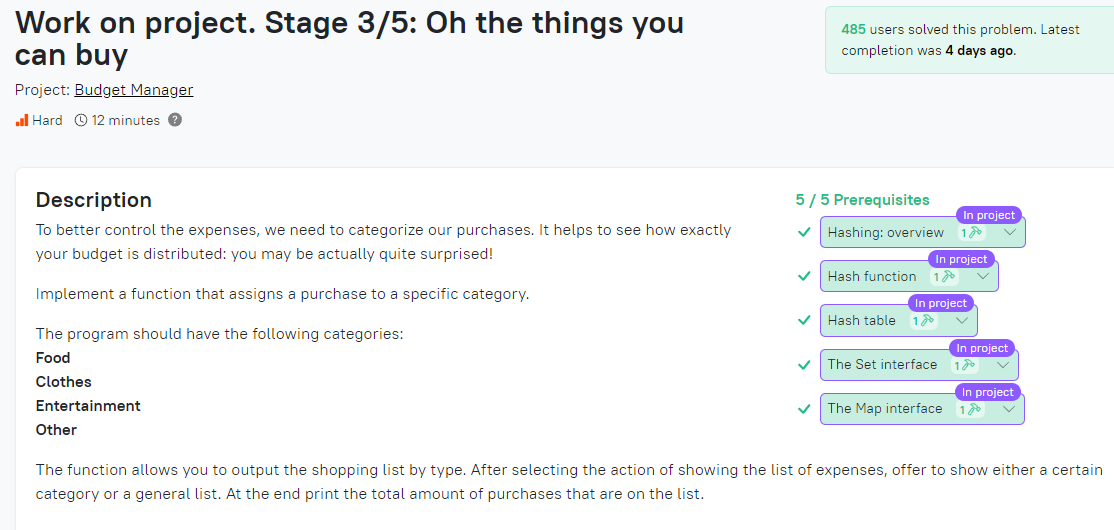 Work on project. Stage 3/5: Oh the things you
can buy
485 users solved this problem. Latest
completion was 4 days ago.
Project: Budget Manager
Hard 12 minutes ?
Description
To better control the expenses, we need to categorize our purchases. It helps to see how exactly
your budget is distributed: you may be actually quite surprised!
Implement a function that assigns a purchase to a specific category.
The program should have the following categories:
Food
Clothes
Entertainment
Other
5 / 5 Prerequisites
In project
Hashing: overview 1
In project
Hash function 1
In project
Hash table 1
In project
The Set interface 1
In project
The Map interface 1
The function allows you to output the shopping list by type. After selecting the action of showing the list of expenses, offer to show either a certain
category or a general list. At the end print the total amount of purchases that are on the list.